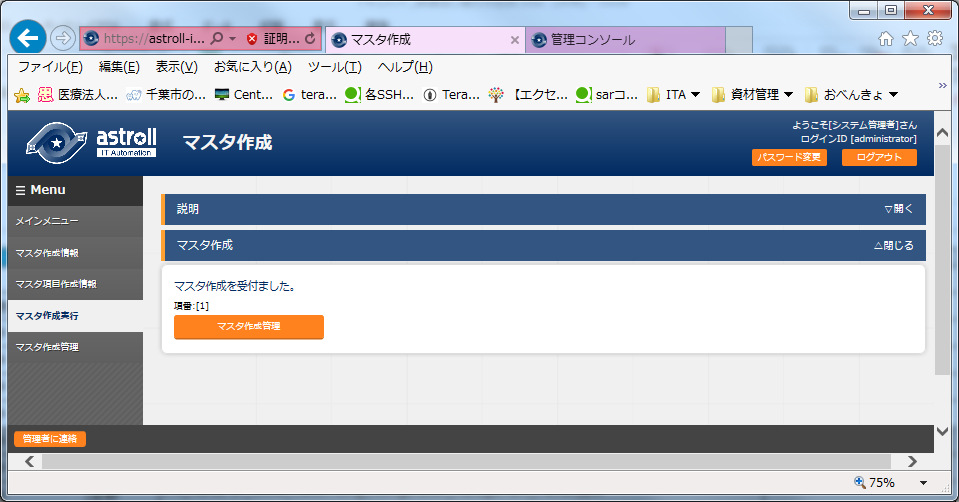 https://astroll-i...
証明...
マスタ作成
管理コンソール
ファイル(F) 編集(E) 表示(V) お気に入り(A) ツール(T) ヘルプ(H)
医療法人... 千葉市の... Cent... tera... 各SSH... Tera... 【エクセ... sarコ... ITA 資材管理 おべんきょ
astroll
IT Automation
マスタ作成
ようこそ[システム管理者]さん
ログインID [administrator]
パスワード変更 ログアウト
☰ Menu
メインメニュー
マスタ作成情報
マスタ項目作成情報
マスタ作成実行
マスタ作成管理
説明 ▽開く
マスタ作成 △閉じる
マスタ作成を受付ました。
項番:[1]
マスタ作成管理
管理者に連絡
75%